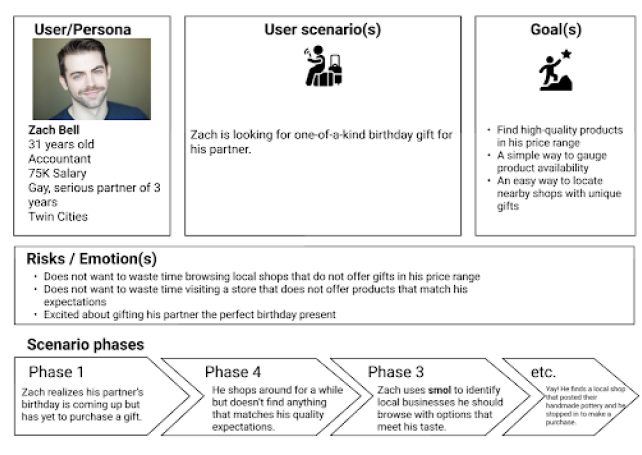 User/Persona
Zach Bell
31 years old
Accountant
75K Salary
Gay, serious partner of 3
years
Twin Cities
User scenario(s)
Zach is looking for one-of-a-kind birthday gift for
his partner.
Goal(s)
• Find high-quality products
in his price range
• A simple way to gauge
product availability
• An easy way to locate
nearby shops with unique
gifts
Risks / Emotion(s)
• Does not want to waste time browsing local shops that do not offer gifts in his price range
• Does not want to waste time visiting a store that does not offer products that match his
expectations
• Excited about gifting his partner the perfect birthday present
Scenario phases
Phase 1
Zach realizes his partner's
birthday is coming up but
has yet to purchase a gift.
Phase 4
He shops around for a while
but doesn't find anything
that matches his quality
expectations.
Phase 3
Zach uses smol to identify
local businesses he should
browse with options that
meet his taste.
etc.
Yay! He finds a local shop
that posted their
handmade pottery and he
stopped in to make a
purchase.